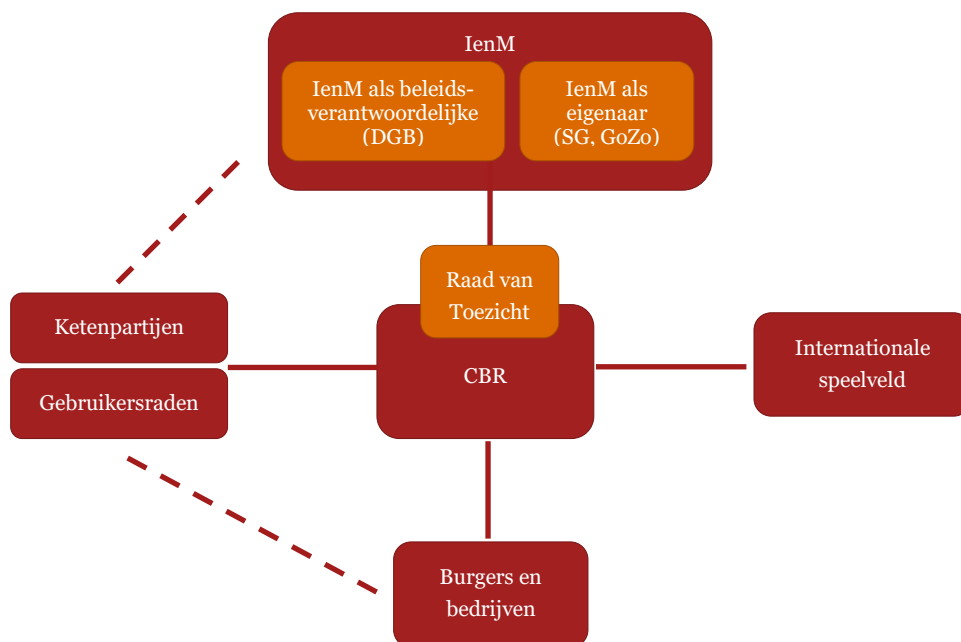 IenM
IenM als beleids-
verantwoordelijke
(DGB)
IenM als
eigenaar
(SG, GoZo)
Raad van
Toezicht
Ketenpartijen
Gebruikersraden
CBR
Internationale
speelveld
Burgers en
bedrijven